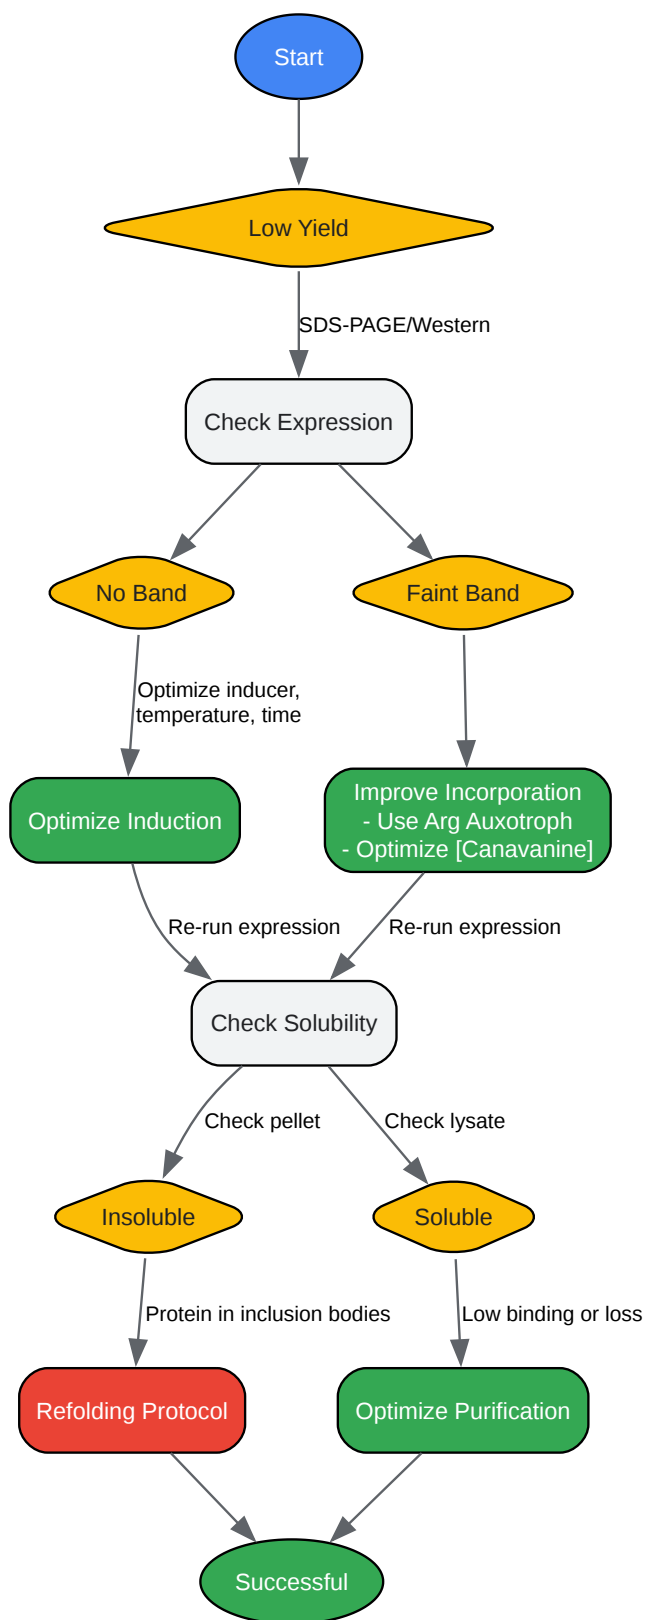 Start
Low Yield
SDS-PAGE/Western
Check Expression
No Band
Faint Band
Optimize inducer,
temperature, time
Optimize Induction
Improve Incorporation
- Use Arg Auxotroph
- Optimize [Canavanine]
Re-run expression
Re-run expression
Check Solubility
Check pellet
Check lysate
Insoluble
Soluble
Protein in inclusion bodies
Low binding or loss
Refolding Protocol
Optimize Purification
Successful